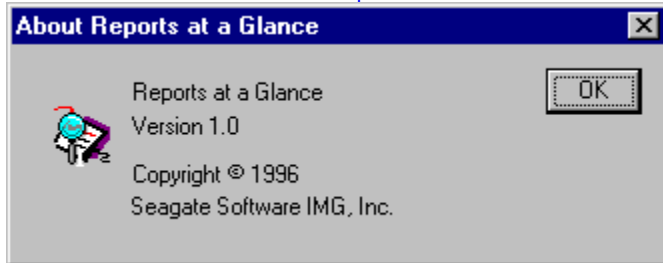 About Reports at a Glance
Reports at a Glance
OK
Version 1.0
Copyright © 1996
Seagate Software IMG, Inc.